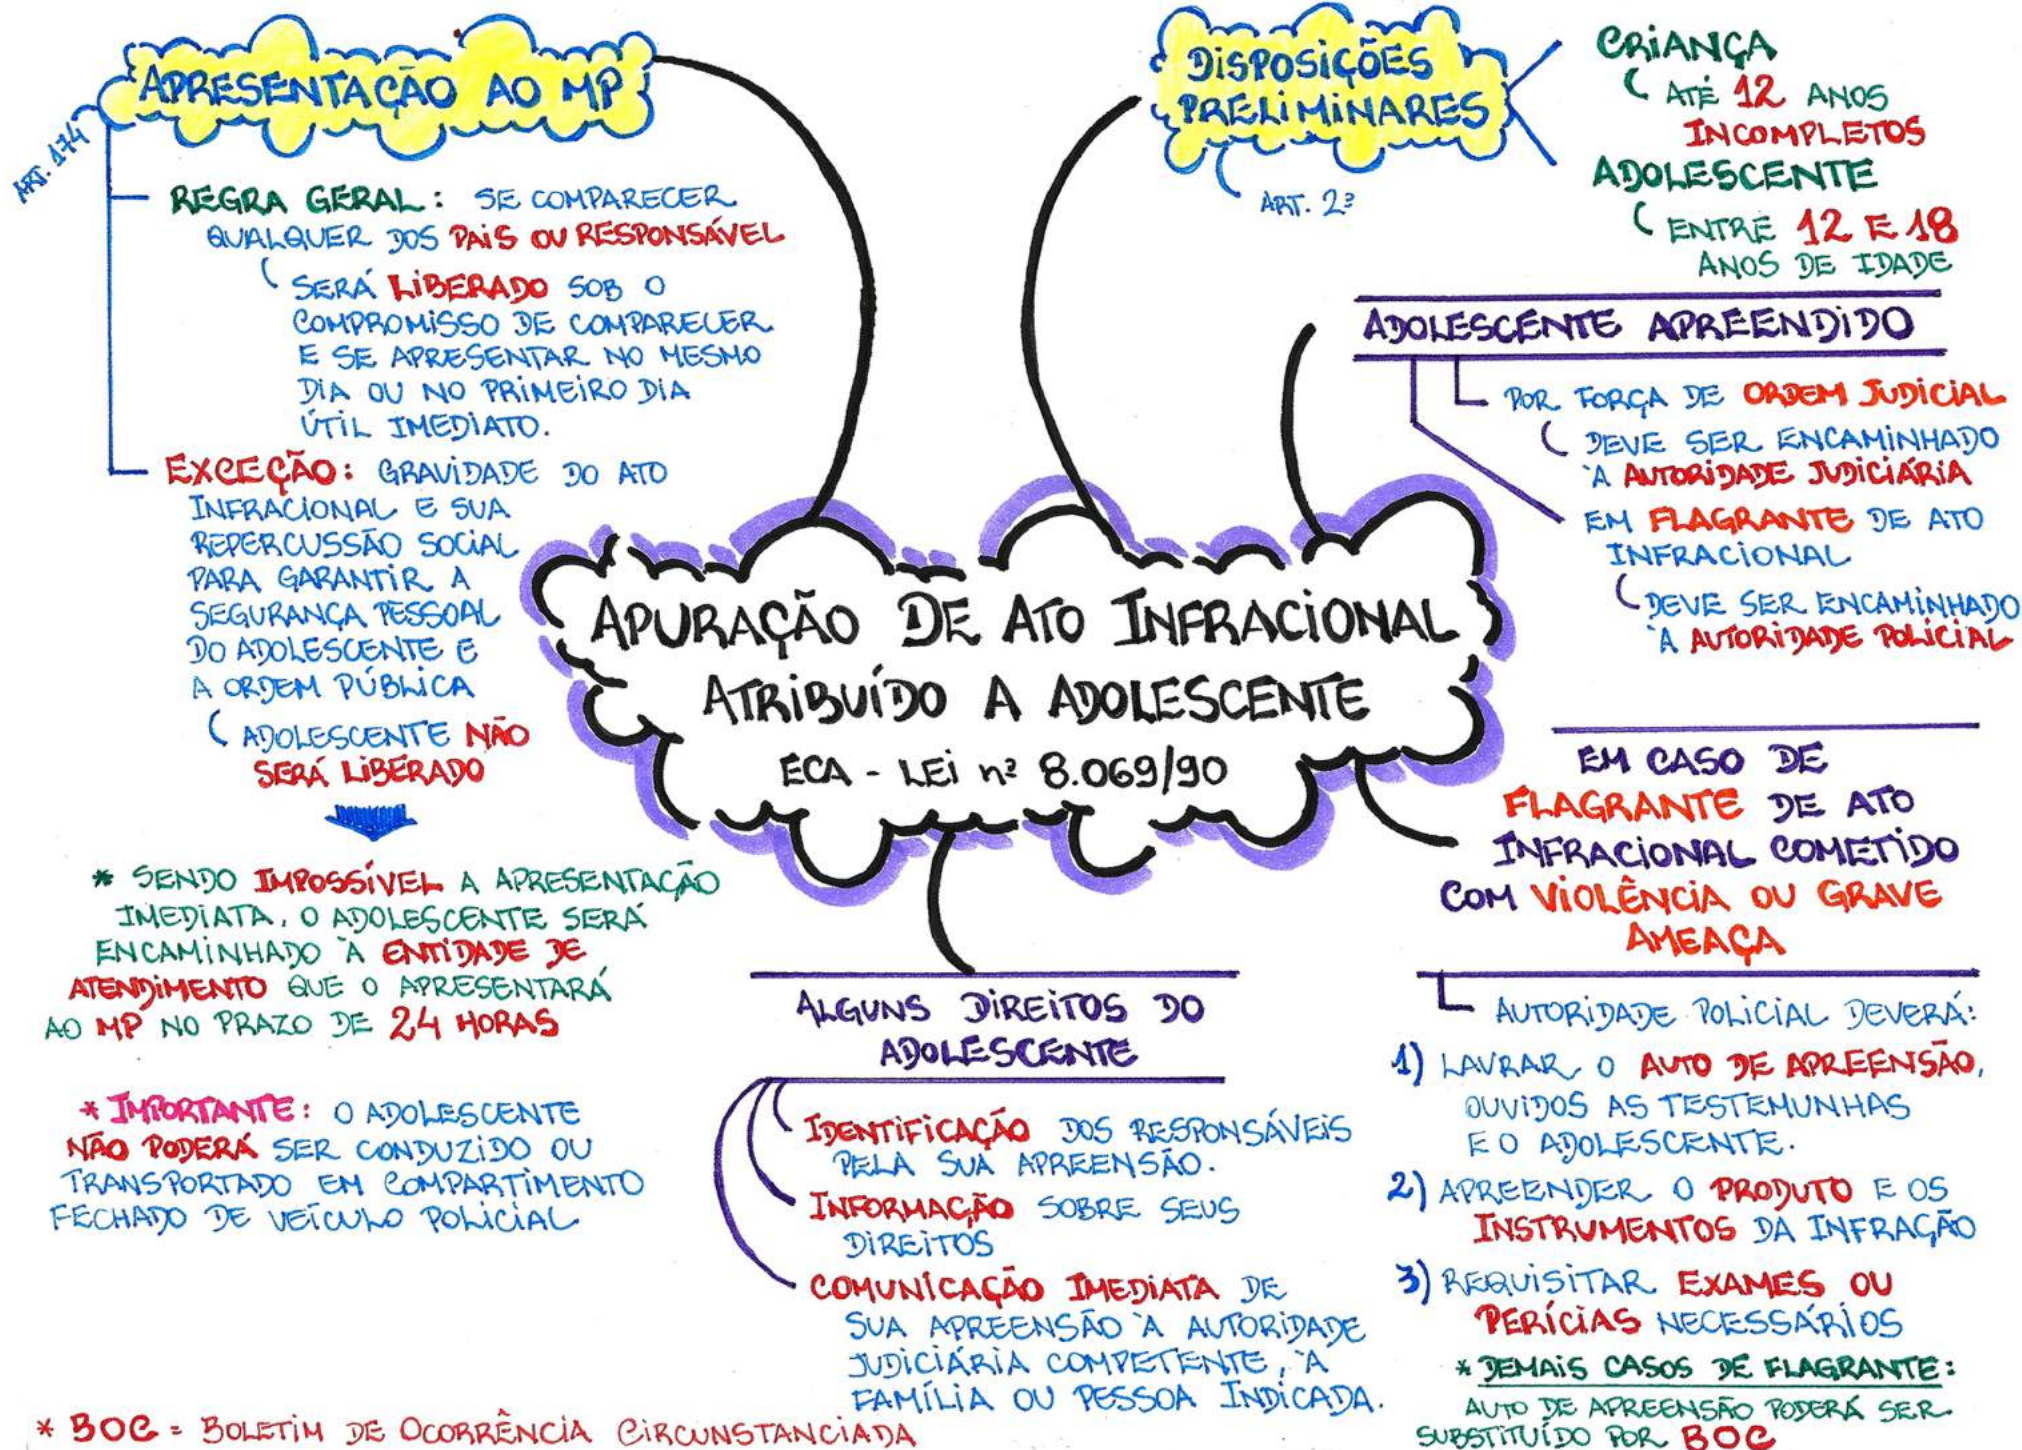 APRESENTAÇÃO AO MP
ART. 174
REGRA GERAL: SE COMPARECER
QUALQUER DOS PAIS OU RESPONSÁVEL
SERÁ LIBERADO SOB O
COMPROMISSO DE COMPARECER
E SE APRESENTAR NO MESMO
DIA OU NO PRIMEIRO DIA
ÚTIL IMEDIATO.
EXCEÇÃO: GRAVIDADE DO ATO
INFRACIONAL E SUA
REPERCUSSÃO SOCIAL
PARA GARANTIR A
SEGURANÇA PESSOAL
DO ADOLESCENTE E
A ORDEM PÚBLICA
ADOLESCENTE NÃO
SERÁ LIBERADO
* SENDO IMPOSSÍVEL A APRESENTAÇÃO
IMEDIATA, O ADOLESCENTE SERÁ
ENCAMINHADO À ENTIDADE DE
ATENDIMENTO QUE O APRESENTARÁ
AO MP NO PRAZO DE 24 HORAS
* IMPORTANTE: O ADOLESCENTE
NÃO PODERÁ SER CONDUZIDO OU
TRANSPORTADO EM COMPARTIMENTO
FECHADO DE VEÍCULO POLICIAL
* BOC = BOLETIM DE OCORRÊNCIA CIRCUNSTANCIADA
DISPOSIÇÕES
PRELIMINARES
ART. 2º
CRIANÇA
ATÉ 12 ANOS
INCOMPLETOS
ADOLESCENTE
ENTRE 12 E 18
ANOS DE IDADE
ADOLESCENTE APREENDIDO
POR FORÇA DE ORDEM JUDICIAL
DEVE SER ENCAMINHADO
À AUTORIDADE JUDICIÁRIA
EM FLAGRANTE DE ATO
INFRACIONAL
DEVE SER ENCAMINHADO
À AUTORIDADE POLICIAL
APURAÇÃO DE ATO INFRACIONAL
ATRIBUÍDO A ADOLESCENTE
ECA - LEI nº 8.069/90
EM CASO DE
FLAGRANTE DE ATO
INFRACIONAL COMETIDO
COM VIOLÊNCIA OU GRAVE
AMEAÇA
AUTORIDADE POLICIAL DEVERÁ:
1) LAVRAR O AUTO DE APREENSÃO,
OUVIDOS AS TESTEMUNHAS
E O ADOLESCENTE.
2) APREENDER O PRODUTO E OS
INSTRUMENTOS DA INFRAÇÃO
3) REQUISITAR EXAMES OU
PERÍCIAS NECESSÁRIOS
* DEMAIS CASOS DE FLAGRANTE:
AUTO DE APREENSÃO PODERÁ SER
SUBSTITUÍDO POR BOC
ALGUNS DIREITOS DO
ADOLESCENTE
IDENTIFICAÇÃO DOS RESPONSÁVEIS
PELA SUA APREENSÃO.
INFORMAÇÃO SOBRE SEUS
DIREITOS
COMUNICAÇÃO IMEDIATA DE
SUA APREENSÃO À AUTORIDADE
JUDICIÁRIA COMPETENTE, À
FAMÍLIA OU PESSOA INDICADA.